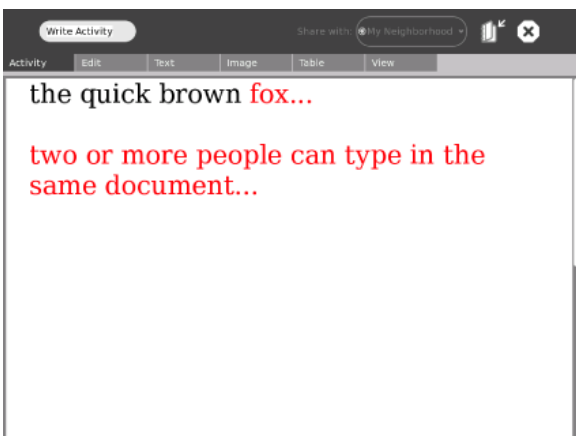 Write Activity
Share with: My Neighborhood
Activity Edit Text Image Table View
the quick brown fox...
two or more people can type in the
same document...